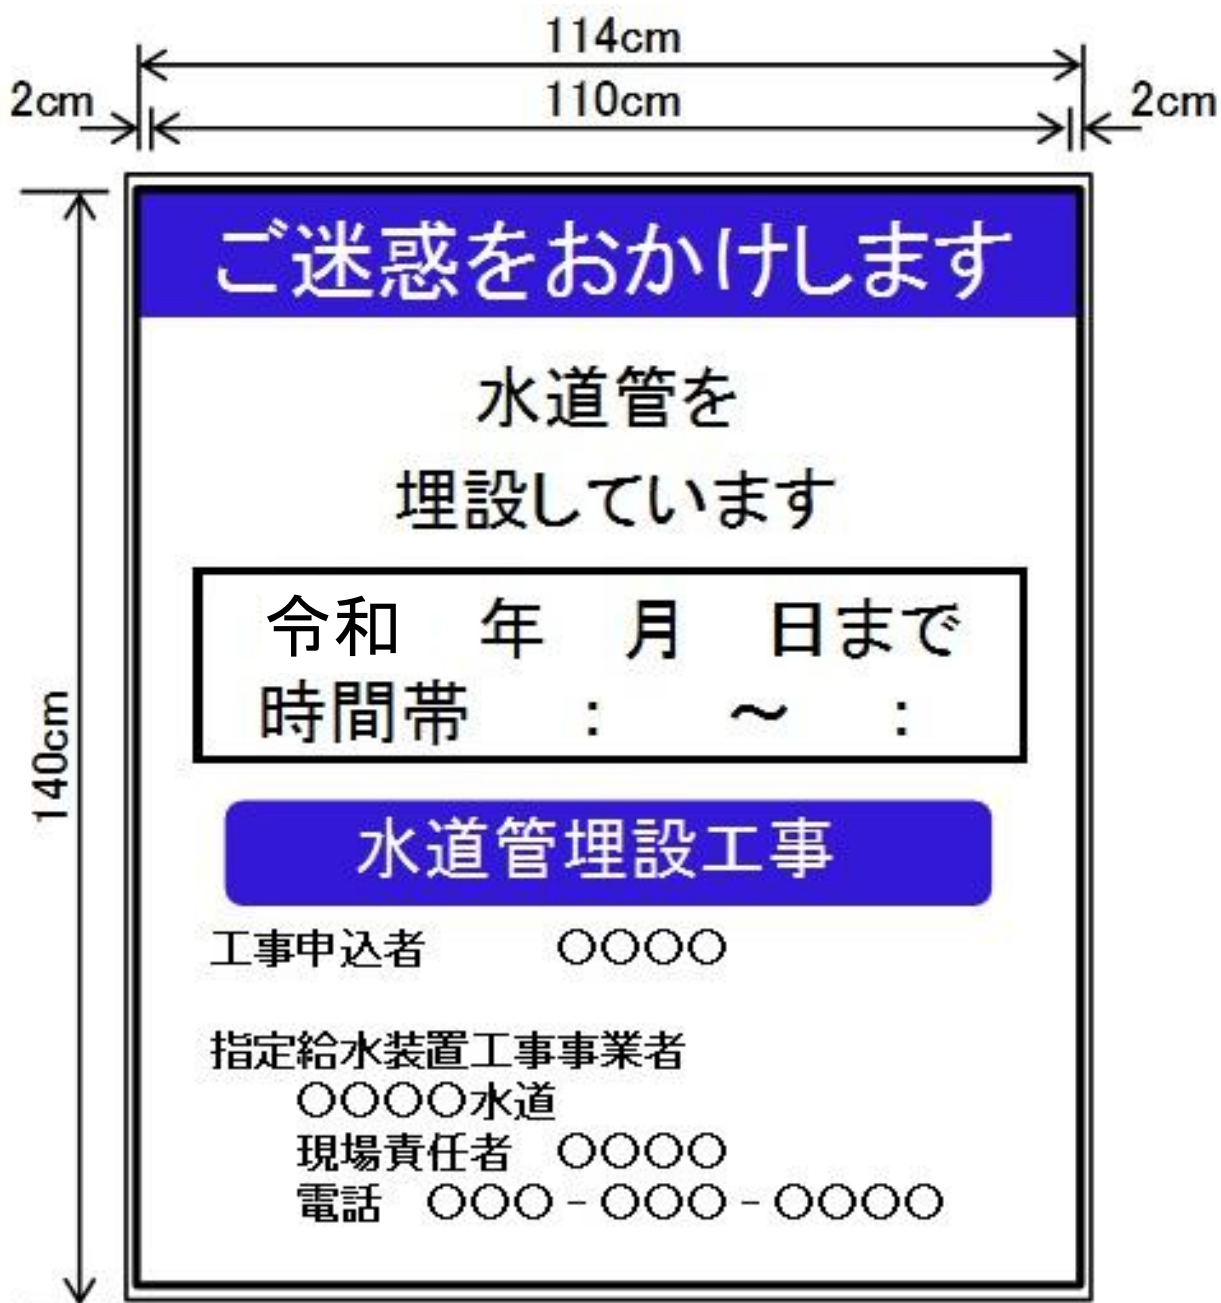 114cm
2cm 110cm 2cm
ご迷惑をおかけします
水道管を
埋設しています
令和　年　月　日まで
時間帯　：　～　：
140cm
水道管埋設工事
工事申込者　○○○○
指定給水装置工事事業者
○○○○水道
現場責任者　○○○○
電話　○○○－○○○－○○○○